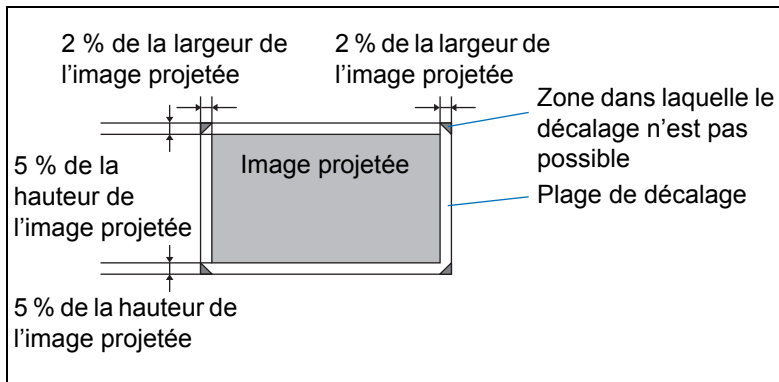 2 % de la largeur de
l’image projetée
2 % de la largeur de
l’image projetée
Zone dans laquelle le
décalage n’est pas
possible
5 % de la
hauteur de
l’image projetée
Image projetée
Plage de décalage
5 % de la hauteur de
l’image projetée